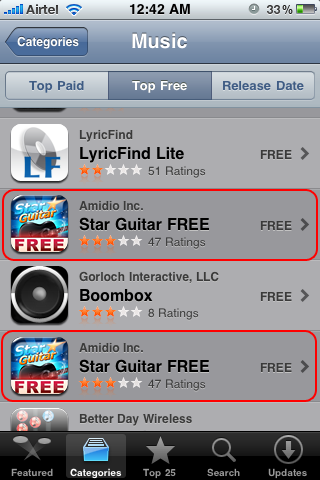 Airtel 12:42 AM 33%
Categories Music
Top Paid Top Free Release Date
LyricFind
LF LyricFind Lite FREE
51 Ratings
Amidio Inc.
Star Guitar FREE Star Guitar FREE FREE
47 Ratings
Gorloch Interactive, LLC
Boombox FREE
8 Ratings
Amidio Inc.
Star Guitar FREE Star Guitar FREE FREE
47 Ratings
Better Day Wireless
Featured Categories Top 25 Search Updates